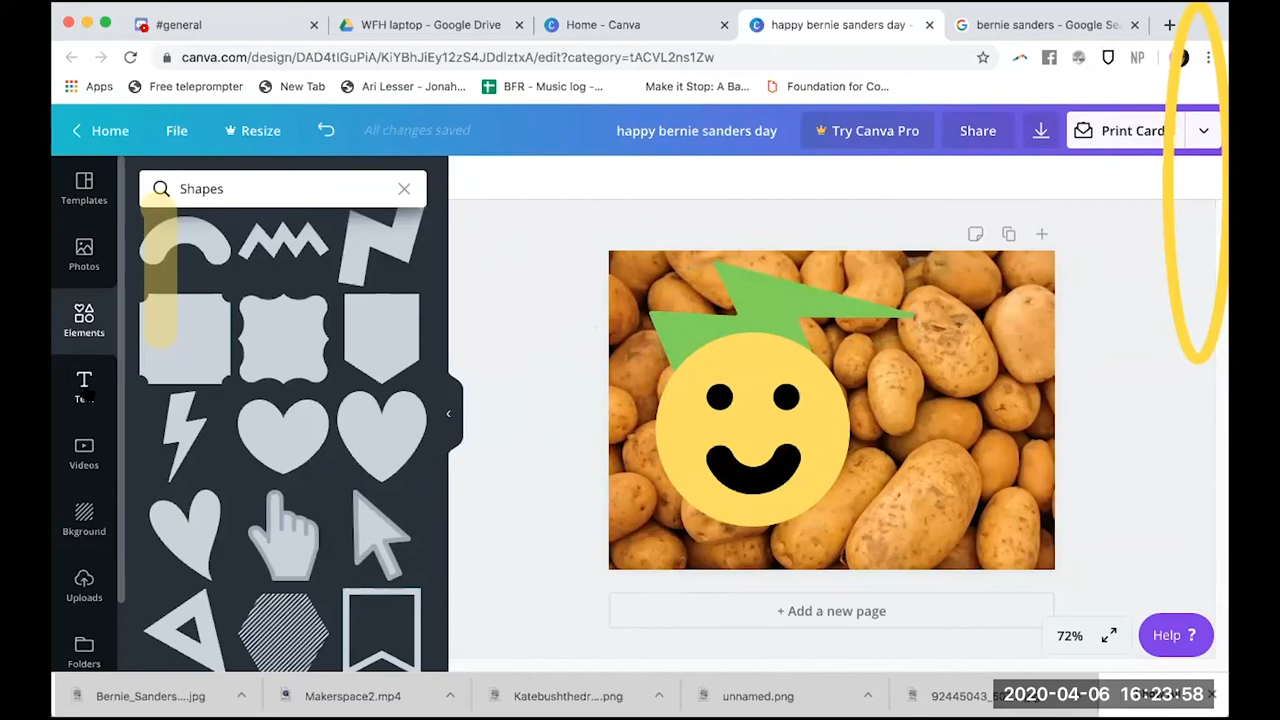 #general
WFH laptop - Google Drive
Home - Canva
happy bernie sanders day -
bernie sanders - Google Se
canva.com/design/DAD4tlGuPiA/KiYBhJiEy12zS4JDdlztxA/edit?category=tACVL2ns1Zw
NP
Apps
Free teleprompter
New Tab
Ari Lesser - Jonah...
BFR - Music log -...
Make it Stop: A Ba...
Foundation for Co...
Home
File
Resize
All changes saved
happy bernie sanders day
Try Canva Pro
Share
Print Card
Templates
Photos
Elements
Videos
Bkground
Uploads
Folders
Shapes
+ Add a new page
72%
Help ?
Bernie_Sanders....jpg
Makerspace2.mp4
Katebushthedr....png
unnamed.png
2020-04-06 16:23:58